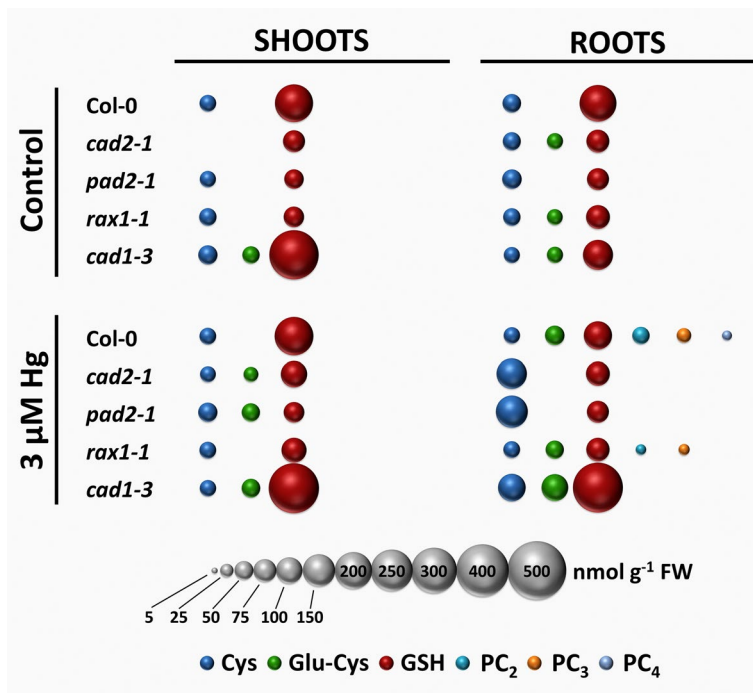 SHOOTS ROOTS
Control
Col-0
cad2-1
pad2-1
rax1-1
cad1-3
3 µM Hg
Col-0
cad2-1
pad2-1
rax1-1
cad1-3
200 250 300 400 500 nmol g⁻¹ FW
5 25 50 75 100 150
Cys Glu-Cys GSH PC₂ PC₃ PC₄